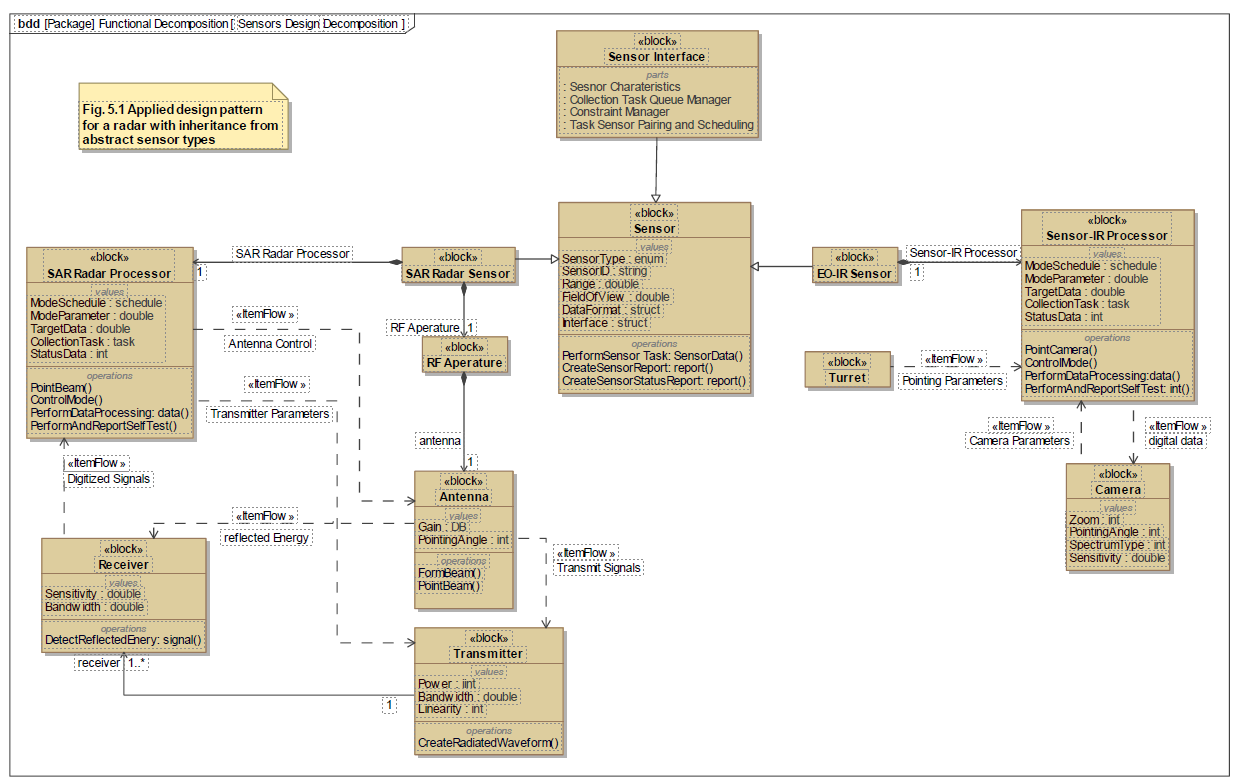 bdd [Package] Functional Decomposition[ Sensors Design Decomposition ]
«block»
Sensor Interface
parts
: Sesnor Charateristics
: Collection Task Queue Manager
: Constraint Manager
: Task Sensor Pairing and Scheduling
Fig. 5.1 Applied design pattern
for a radar with inheritance from
abstract sensor types
«block»
Sensor
values
SensorType : enum
SensorID : string
Range : double
FieldOfView : double
DataFormat : struct
Interface : struct
operations
PerformSensor Task: SensorData()
CreateSensorReport: report()
CreateSensorStatusReport: report()
«block»
SAR Radar Processor
values
ModeSchedule : schedule
ModeParameter : double
TargetData : double
CollectionTask : task
StatusData : int
operations
PointBeam()
ControlMode()
PerformDataProcessing: data()
PerformAndReportSelfTest()
SAR Radar Processor
1
«block»
SAR Radar Sensor
«block»
EO-IR Sensor
Sensor-IR Processor
1
«block»
Sensor-IR Processor
values
ModeSchedule : schedule
ModeParameter : double
TargetData : double
CollectionTask : task
StatusData : int
operations
PointCamera()
ControlMode()
PerformDataProcessing:data()
PerformAndReportSelfTest: int()
«ItemFlow »
Antenna Control
RF Aperature
1
«block»
RF Aperature
«block»
Turret
«ItemFlow »
Pointing Parameters
«ItemFlow »
Transmitter Parameters
antenna
1
«ItemFlow »
Camera Parameters
«ItemFlow »
digital data
«ItemFlow »
Digitized Signals
«block»
Antenna
values
Gain : DB
PointingAngle : int
operations
FormBeam()
PointBeam()
«block»
Camera
values
Zoom : int
PointingAngle : int
SpectrumType : int
Sensitivity : double
«ItemFlow »
reflected Energy
«ItemFlow »
Transmit Signals
«block»
Receiver
values
Sensitivity : double
Bandwidth : double
operations
DetectReflectedEnery: signal()
receiver 1..*
1
«block»
Transmitter
values
Power : iint
Bandwidth : double
Linearity : int
operations
CreateRadiatedWaveform()